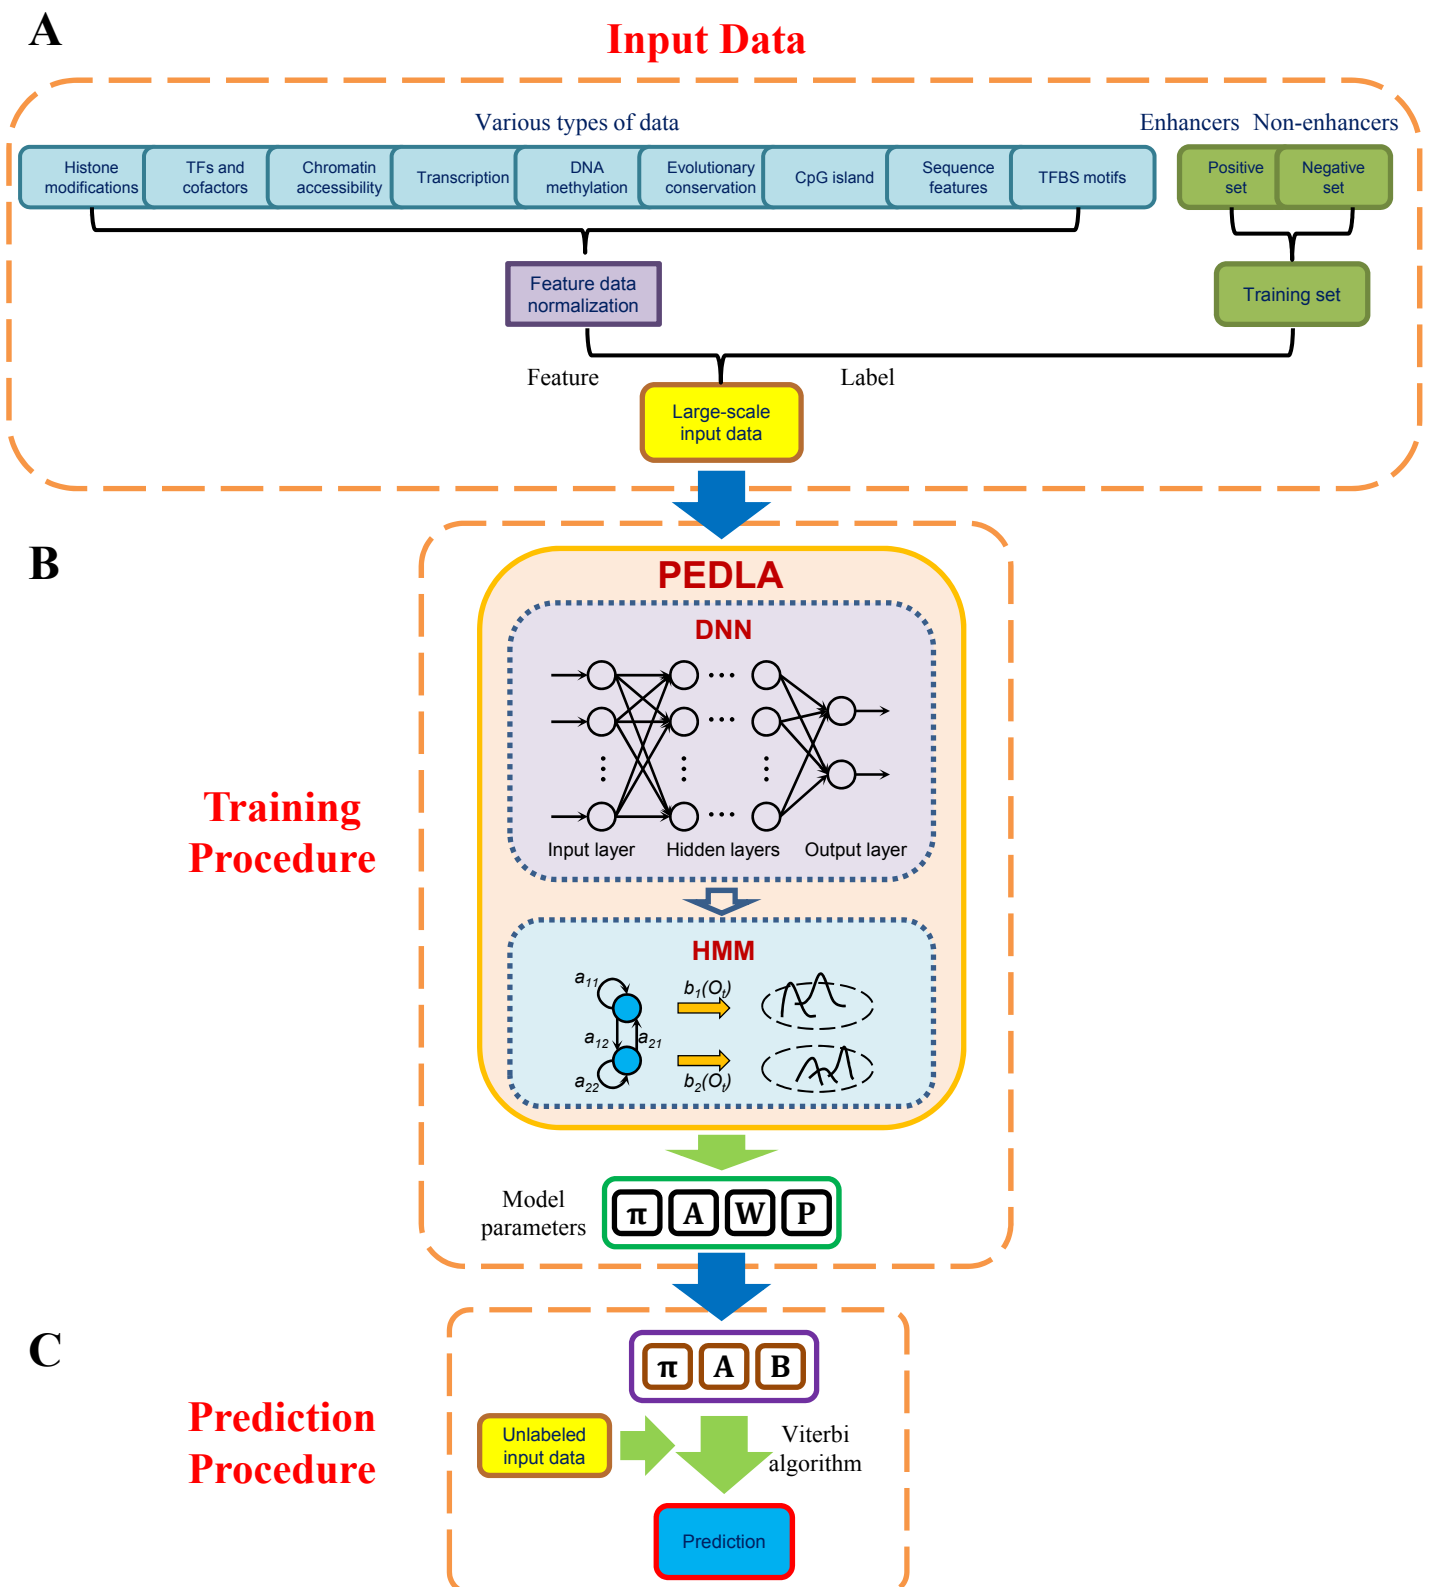 A
Input Data
Various types of data
Enhancers Non-enhancers
Histone
modifications
TFs and
cofactors
Chromatin
accessibility
Transcription
DNA
methylation
Evolutionary
conservation
CpG island
Sequence
features
TFBS motifs
Positive
set
Negative
set
Feature data
normalization
Training set
Feature
Label
Large-scale
input data
B
Training
Procedure
PEDLA
DNN
Input layer
Hidden layers
Output layer
HMM
a11
b1(Ot)
a12
a21
a22
b2(Ot)
Model
parameters
π A W P
C
Prediction
Procedure
π A B
Unlabeled
input data
Viterbi
algorithm
Prediction